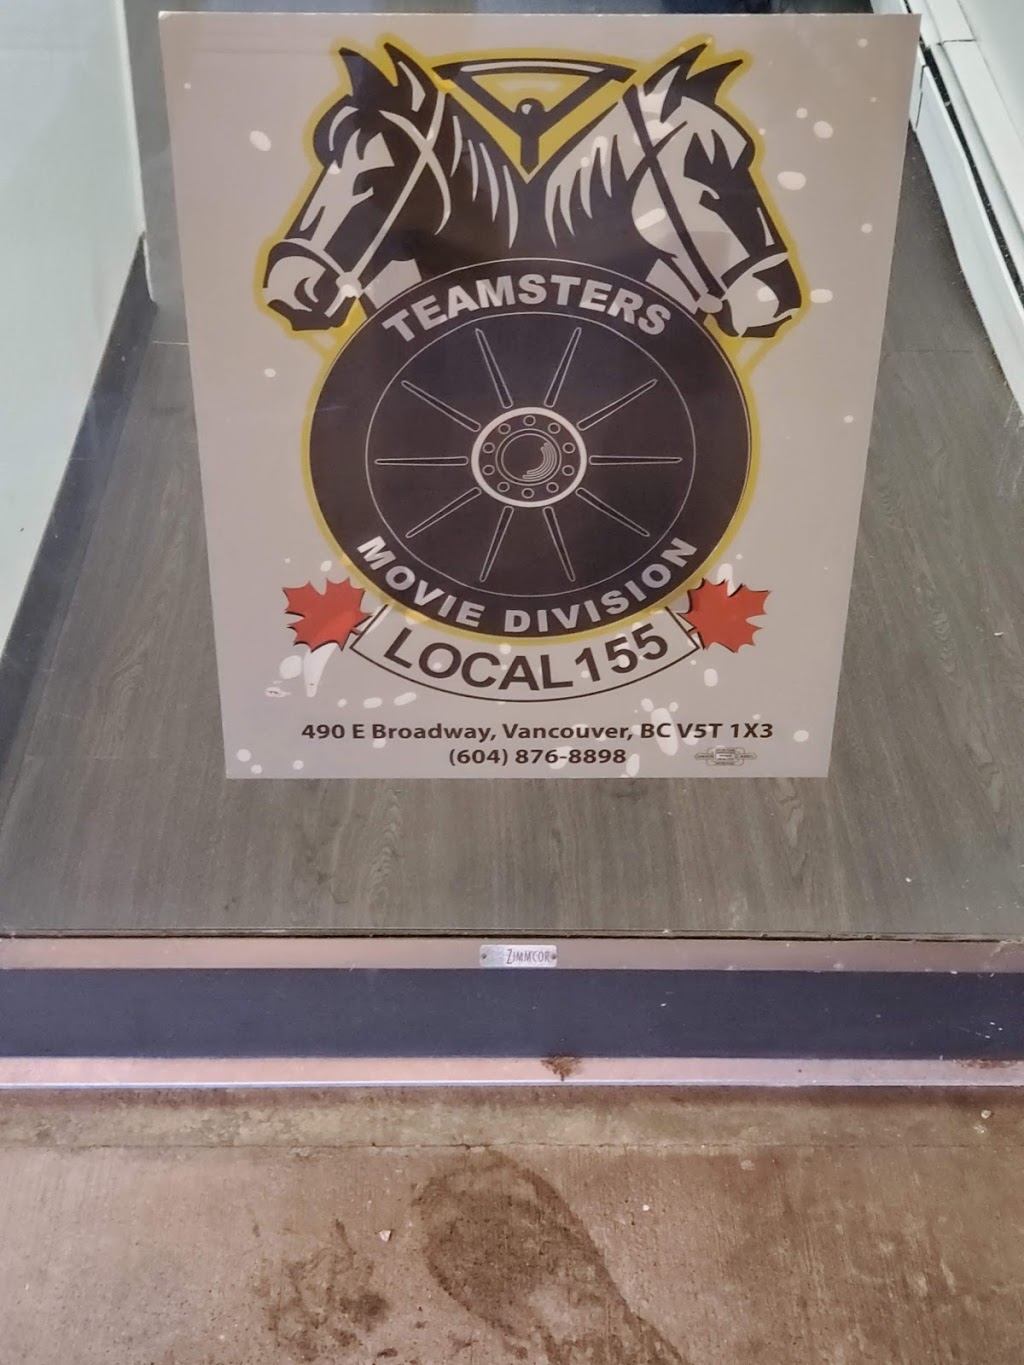 TEAMSTERS
MOVIE DIVISION
LOCAL 155
490 E Broadway, Vancouver, BC V5T 1X3
(604) 876-8898
ZIMMCOR